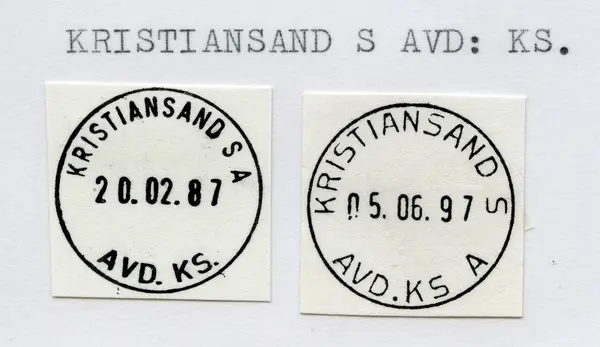 KRISTIANSAND S AVD: KS.
KRISTIANSAND S A
20.02.87
AVD. KS.
KRISTIANSAND S
05.06.97
AVD.KS A